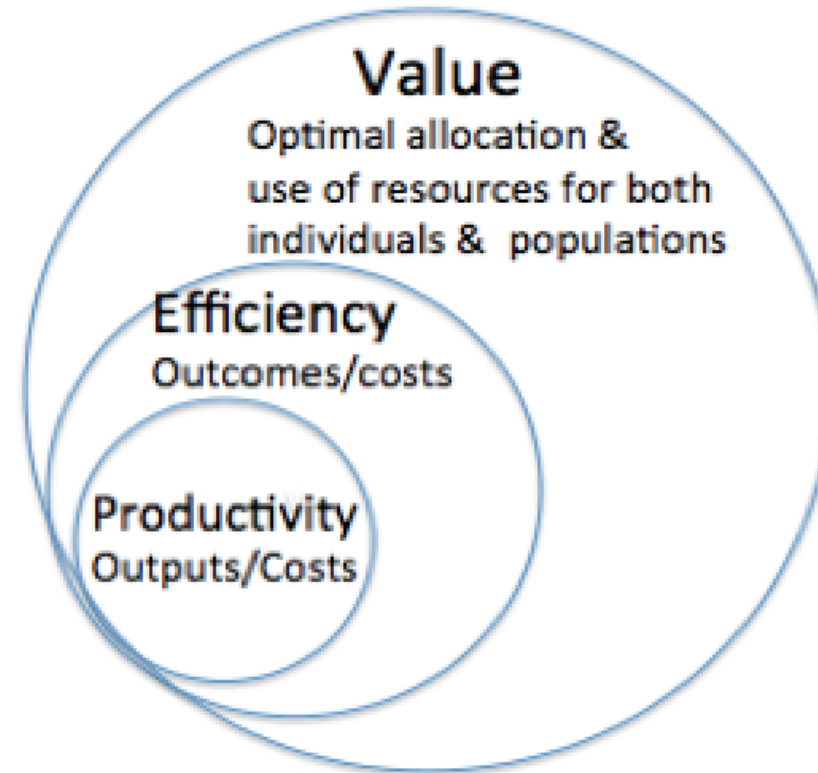 Value
Optimal allocation &
use of resources for both
individuals & populations
Efficiency
Outcomes/costs
Productivity
Outputs/Costs